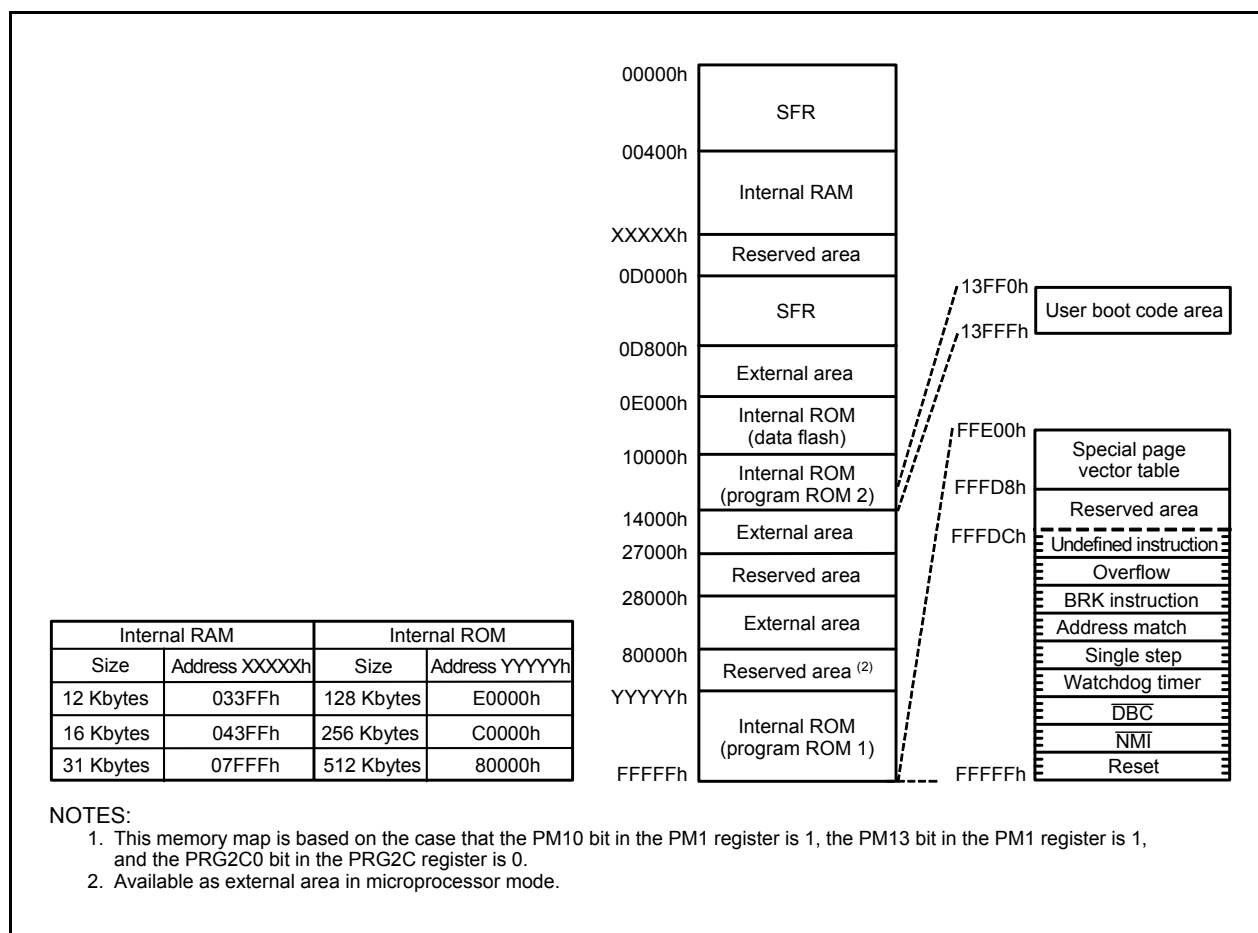 00000h
SFR
00400h
Internal RAM
XXXXXh
Reserved area
0D000h
SFR
0D800h
External area
0E000h
Internal ROM
(data flash)
10000h
Internal ROM
(program ROM 2)
14000h
External area
27000h
Reserved area
28000h
External area
80000h
Reserved area (2)
YYYYYh
Internal ROM
(program ROM 1)
FFFFFh
13FF0h
User boot code area
13FFFh
FFE00h
Special page
vector table
FFFD8h
Reserved area
FFFDCh
Undefined instruction
Overflow
BRK instruction
Address match
Single step
Watchdog timer
DBC
NMI
Reset
FFFFFh
Internal RAM Internal ROM
Size Address XXXXXh Size Address YYYYYh
12 Kbytes 033FFh 128 Kbytes E0000h
16 Kbytes 043FFh 256 Kbytes C0000h
31 Kbytes 07FFFh 512 Kbytes 80000h
NOTES:
1. This memory map is based on the case that the PM10 bit in the PM1 register is 1, the PM13 bit in the PM1 register is 1,
and the PRG2C0 bit in the PRG2C register is 0.
2. Available as external area in microprocessor mode.